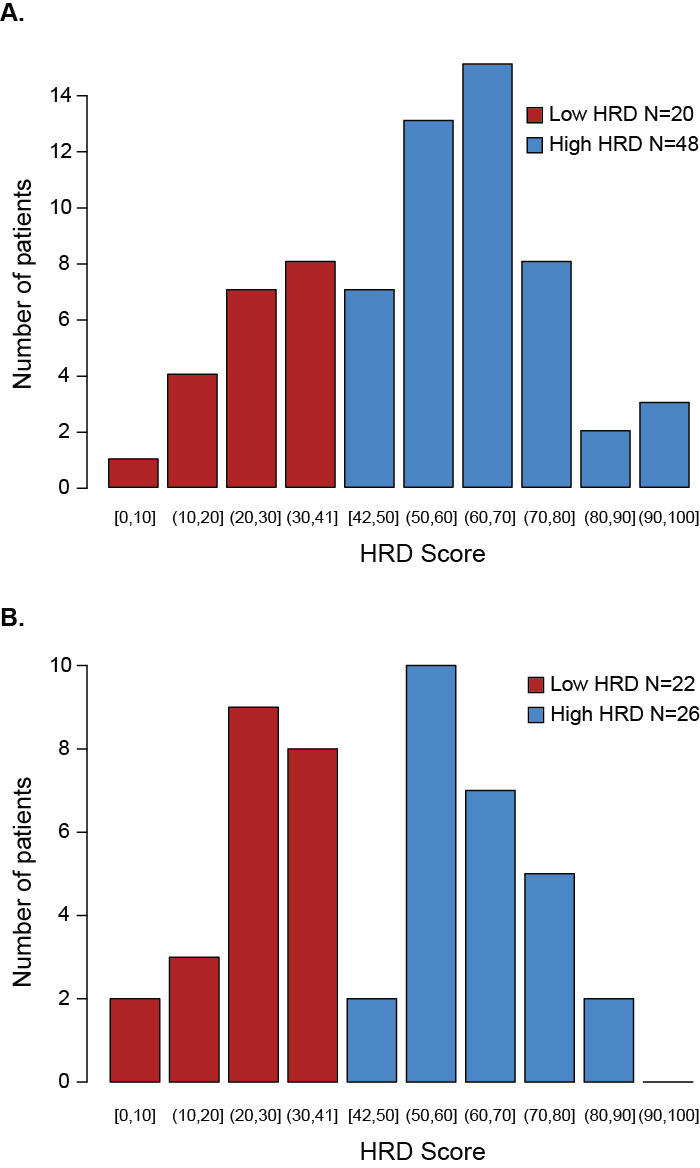 A.
14
12
10
8
6
4
2
0
Number of patients
Low HRD N=20
High HRD N=48
[0,10] (10,20] (20,30] (30,41] [42,50] (50,60] (60,70] (70,80] (80,90] (90,100]
HRD Score
B.
10
8
6
4
2
0
Number of patients
Low HRD N=22
High HRD N=26
[0,10] (10,20] (20,30] (30,41] [42,50] (50,60] (60,70] (70,80] (80,90] (90,100]
HRD Score